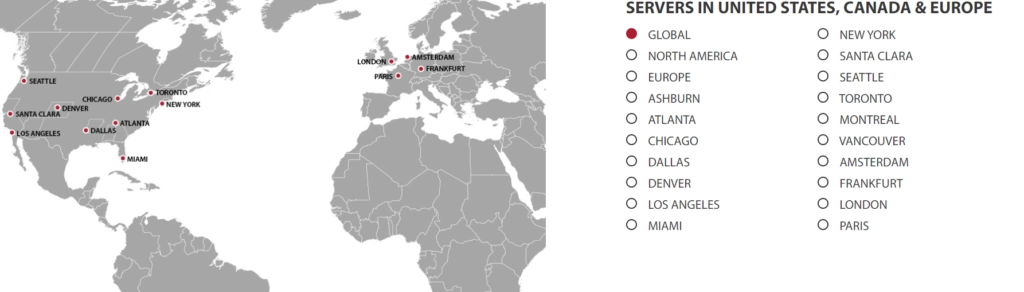 SERVERS IN UNITED STATES, CANADA & EUROPE
GLOBAL
NORTH AMERICA
EUROPE
ASHBURN
ATLANTA
CHICAGO
DALLAS
DENVER
LOS ANGELES
MIAMI
NEW YORK
SANTA CLARA
SEATTLE
TORONTO
MONTREAL
VANCOUVER
AMSTERDAM
FRANKFURT
LONDON
PARIS
SEATTLE
CHICAGO
TORONTO
NEW YORK
DENVER
SANTA CLARA
ATLANTA
DALLAS
LOS ANGELES
MIAMI
LONDON
AMSTERDAM
FRANKFURT
PARIS